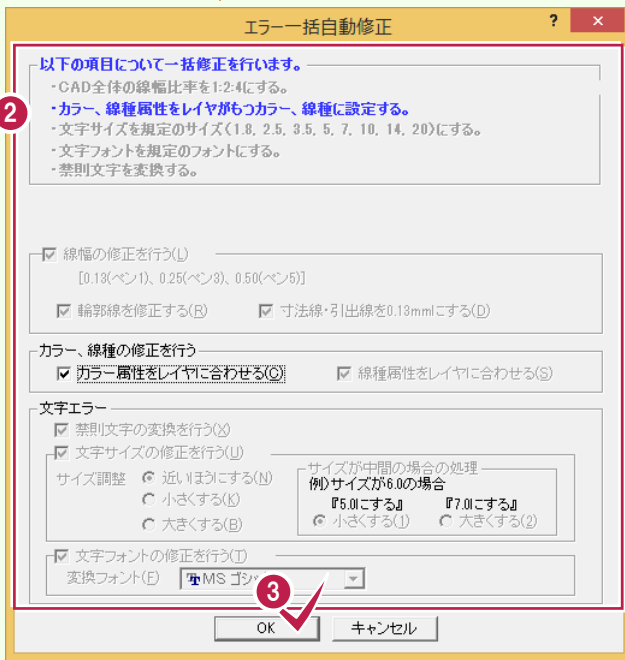 エラー一括自動修正
? ×
以下の項目について一括修正を行います。
・CAD全体の線幅比率を1:2:4にする。
・カラー、線種属性をレイヤがもつカラー、線種に設定する。
2
・文字サイズを規定のサイズ(1.8, 2.5, 3.5, 5, 7, 10, 14, 20)にする。
・文字フォントを規定のフォントにする。
・禁則文字を変換する。
線幅の修正を行う(L)
[0.13(ペン1)、0.25(ペン3)、0.50(ペン5)]
輪郭線を修正する(R) 寸法線・引出線を0.13mmにする(D)
カラー、線種の修正を行う
カラー属性をレイヤに合わせる(C) 線種属性をレイヤに合わせる(S)
文字エラー
禁則文字の変換を行う(X)
文字サイズの修正を行う(U)
サイズ調整 近いほうにする(N)
小さくする(K)
大きくする(B)
サイズが中間の場合の処理
例)サイズが6.0の場合
『5.0にする』 『7.0にする』
小さくする(1) 大きくする(2)
文字フォントの修正を行う(T)
変換フォント(F) MS
3
OK キャンセル